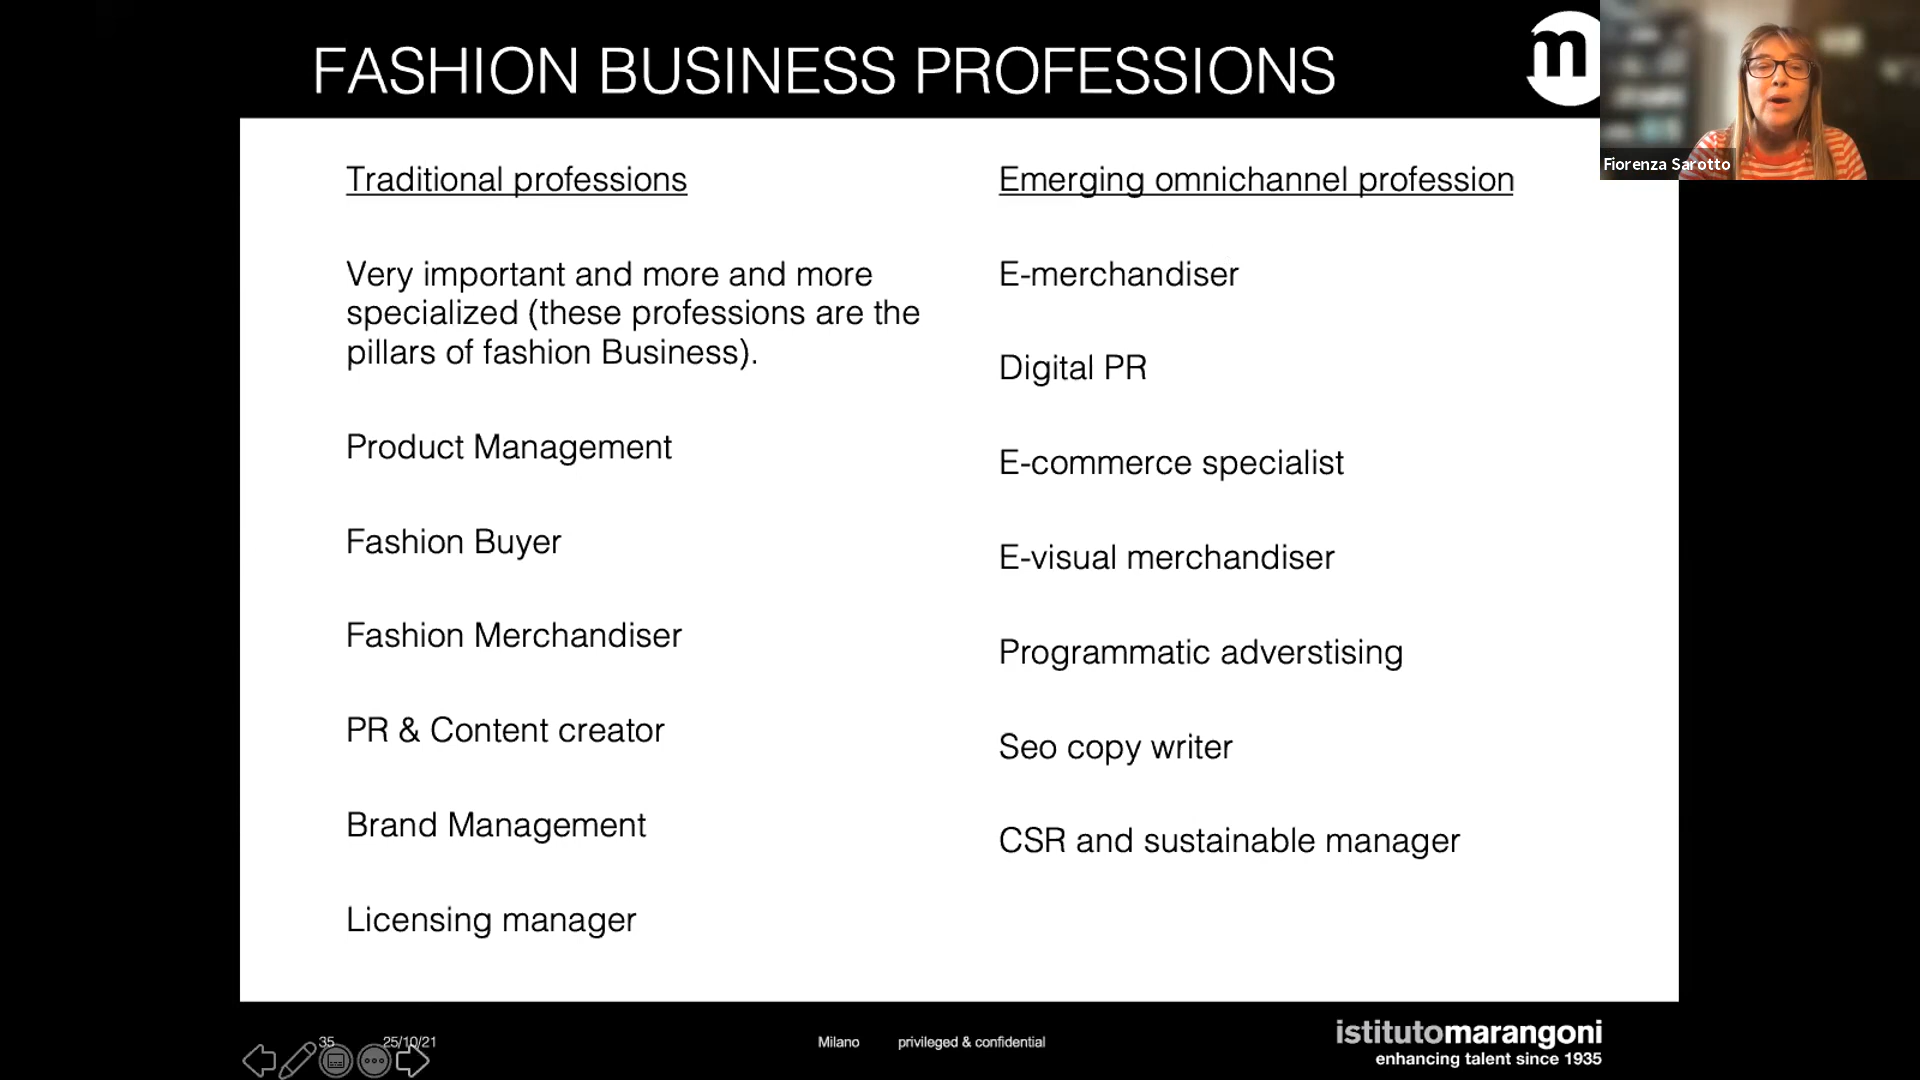 FASHION BUSINESS PROFESSIONS
m
Fiorenza Sarotto
Traditional professions
Very important and more and more
specialized (these professions are the
pillars of fashion Business).
Product Management
Fashion Buyer
Fashion Merchandiser
PR & Content creator
Brand Management
Licensing manager
Emerging omnichannel profession
E-merchandiser
Digital PR
E-commerce specialist
E-visual merchandiser
Programmatic adverstising
Seo copy writer
CSR and sustainable manager
35
25/10/21
Milano
privileged & confidential
istitutomarangoni
enhancing talent since 1935